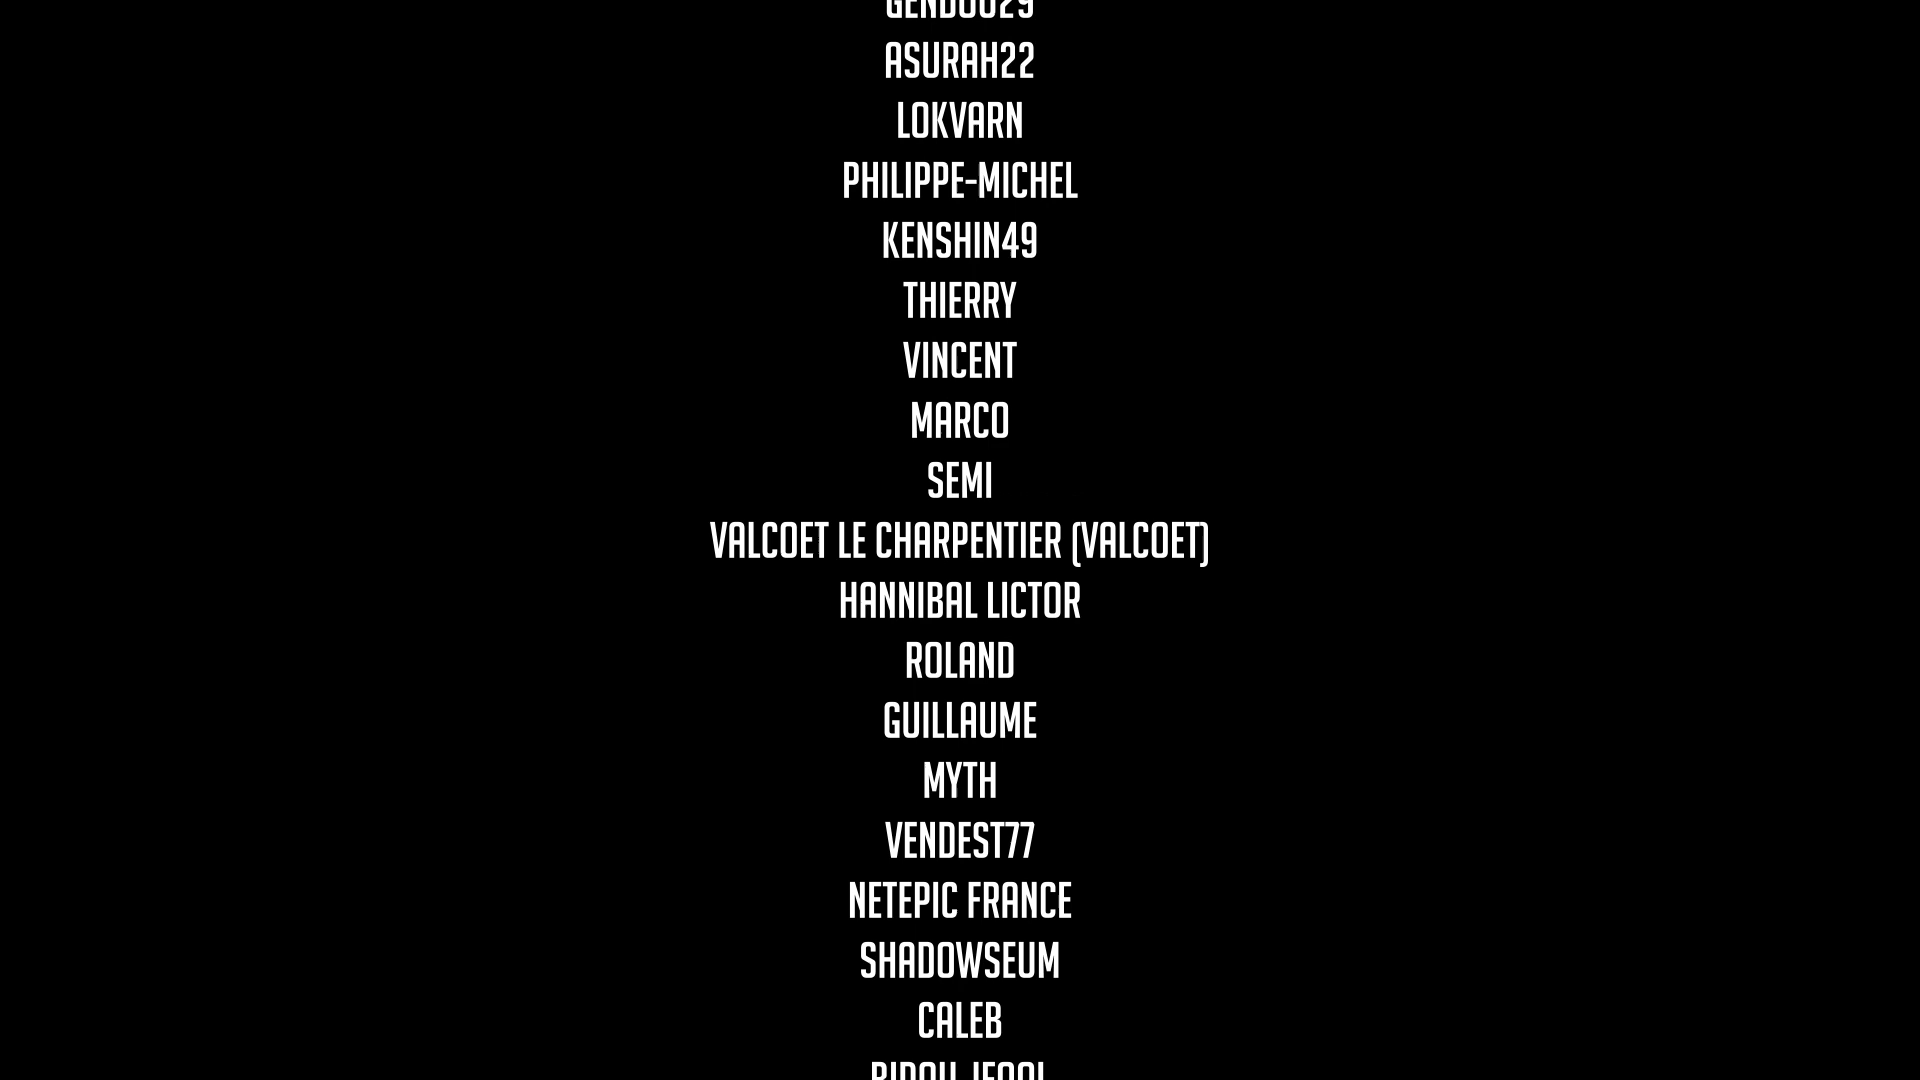 ASURAH22
LOKVARN
PHILIPPE-MICHEL
KENSHIN49
THIERRY
VINCENT
MARCO
SEMI
VALCOET LE CHARPENTIER (VALCOET)
HANNIBAL LICTOR
ROLAND
GUILLAUME
MYTH
VENDEST77
NETEPIC FRANCE
SHADOWSEUM
CALEB